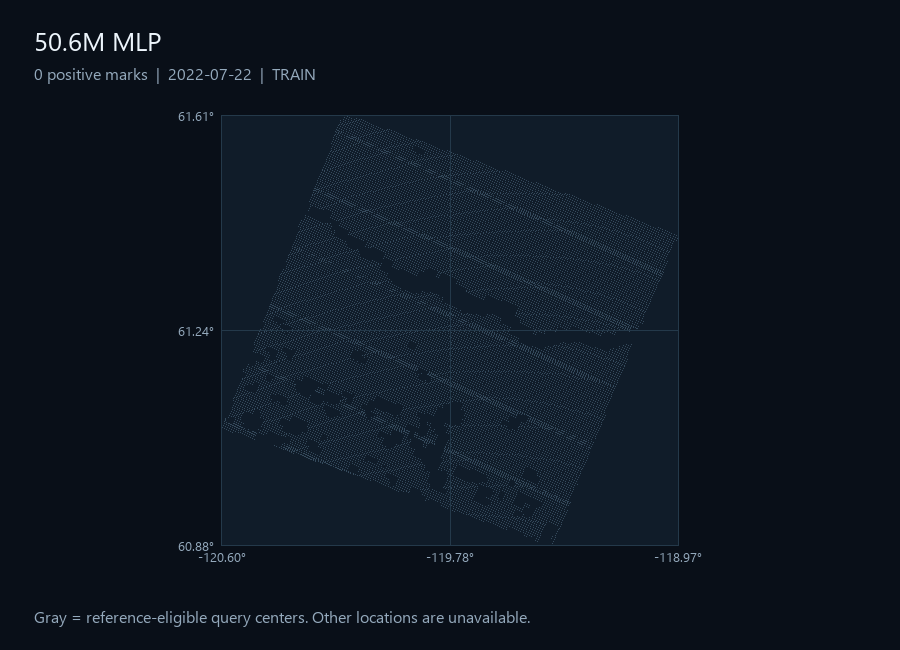 50.6M MLP
0 positive marks | 2022-07-22 | TRAIN
61.61°
61.24°
60.88°
-120.60°
-119.78°
-118.97°
Gray = reference-eligible query centers. Other locations are unavailable.